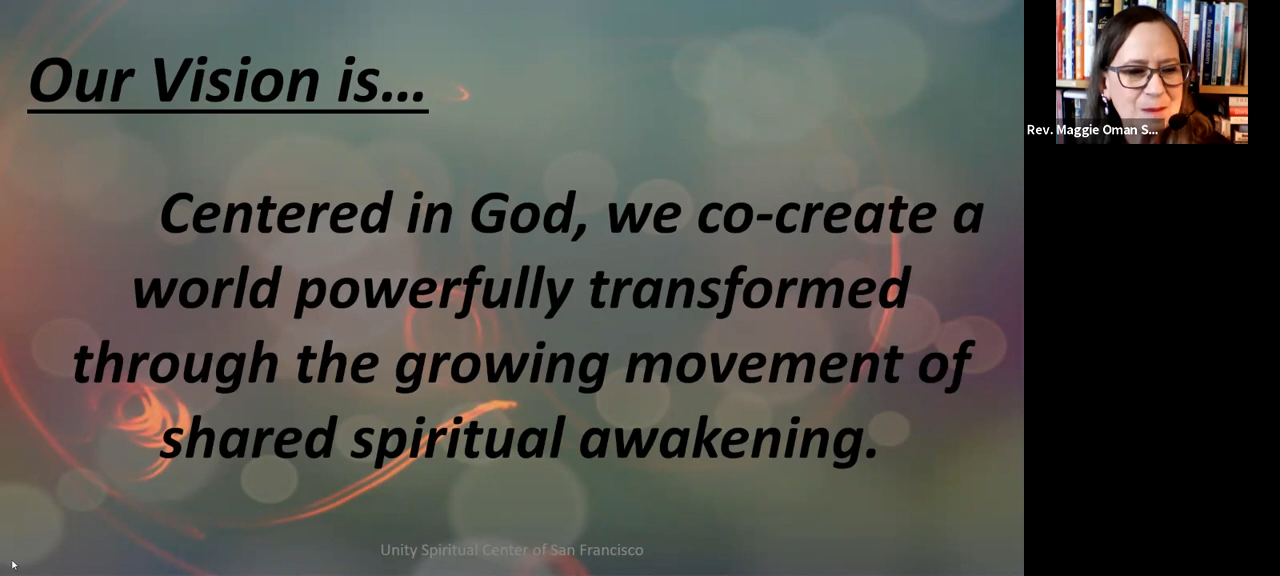 Our Vision is...
Centered in God, we co-create a
world powerfully transformed
through the growing movement of
shared spiritual awakening.
Unity Spiritual Center of San Francisco
Rev. Maggie Oman S...